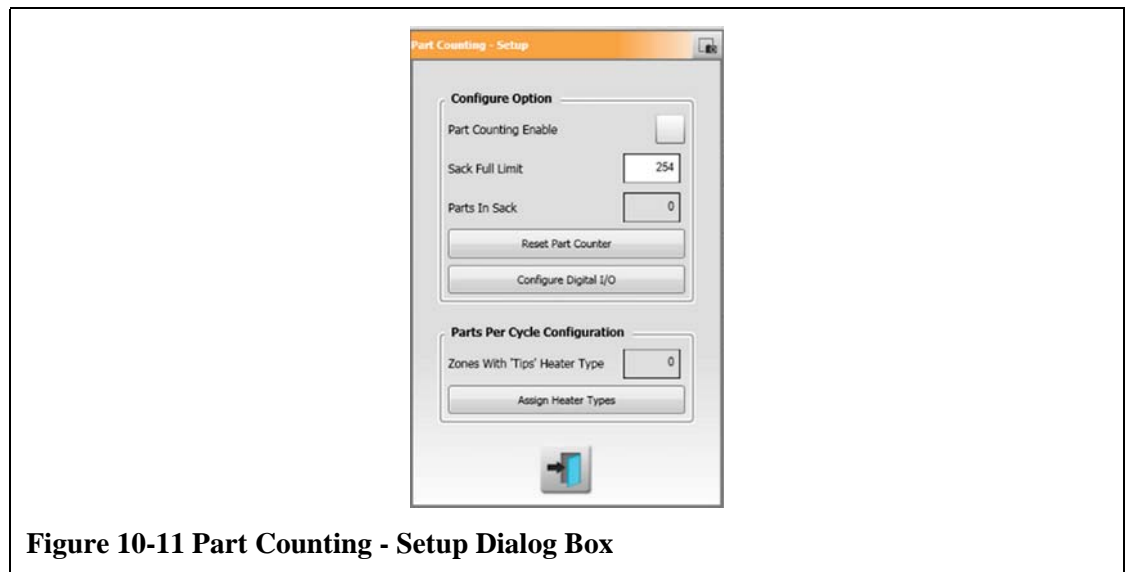 Part Counting - Setup
Configure Option
Part Counting Enable
Sack Full Limit 254
Parts In Sack 0
Reset Part Counter
Configure Digital I/O
Parts Per Cycle Configuration
Zones With 'Tips' Heater Type 0
Assign Heater Types
Figure 10-11 Part Counting - Setup Dialog Box